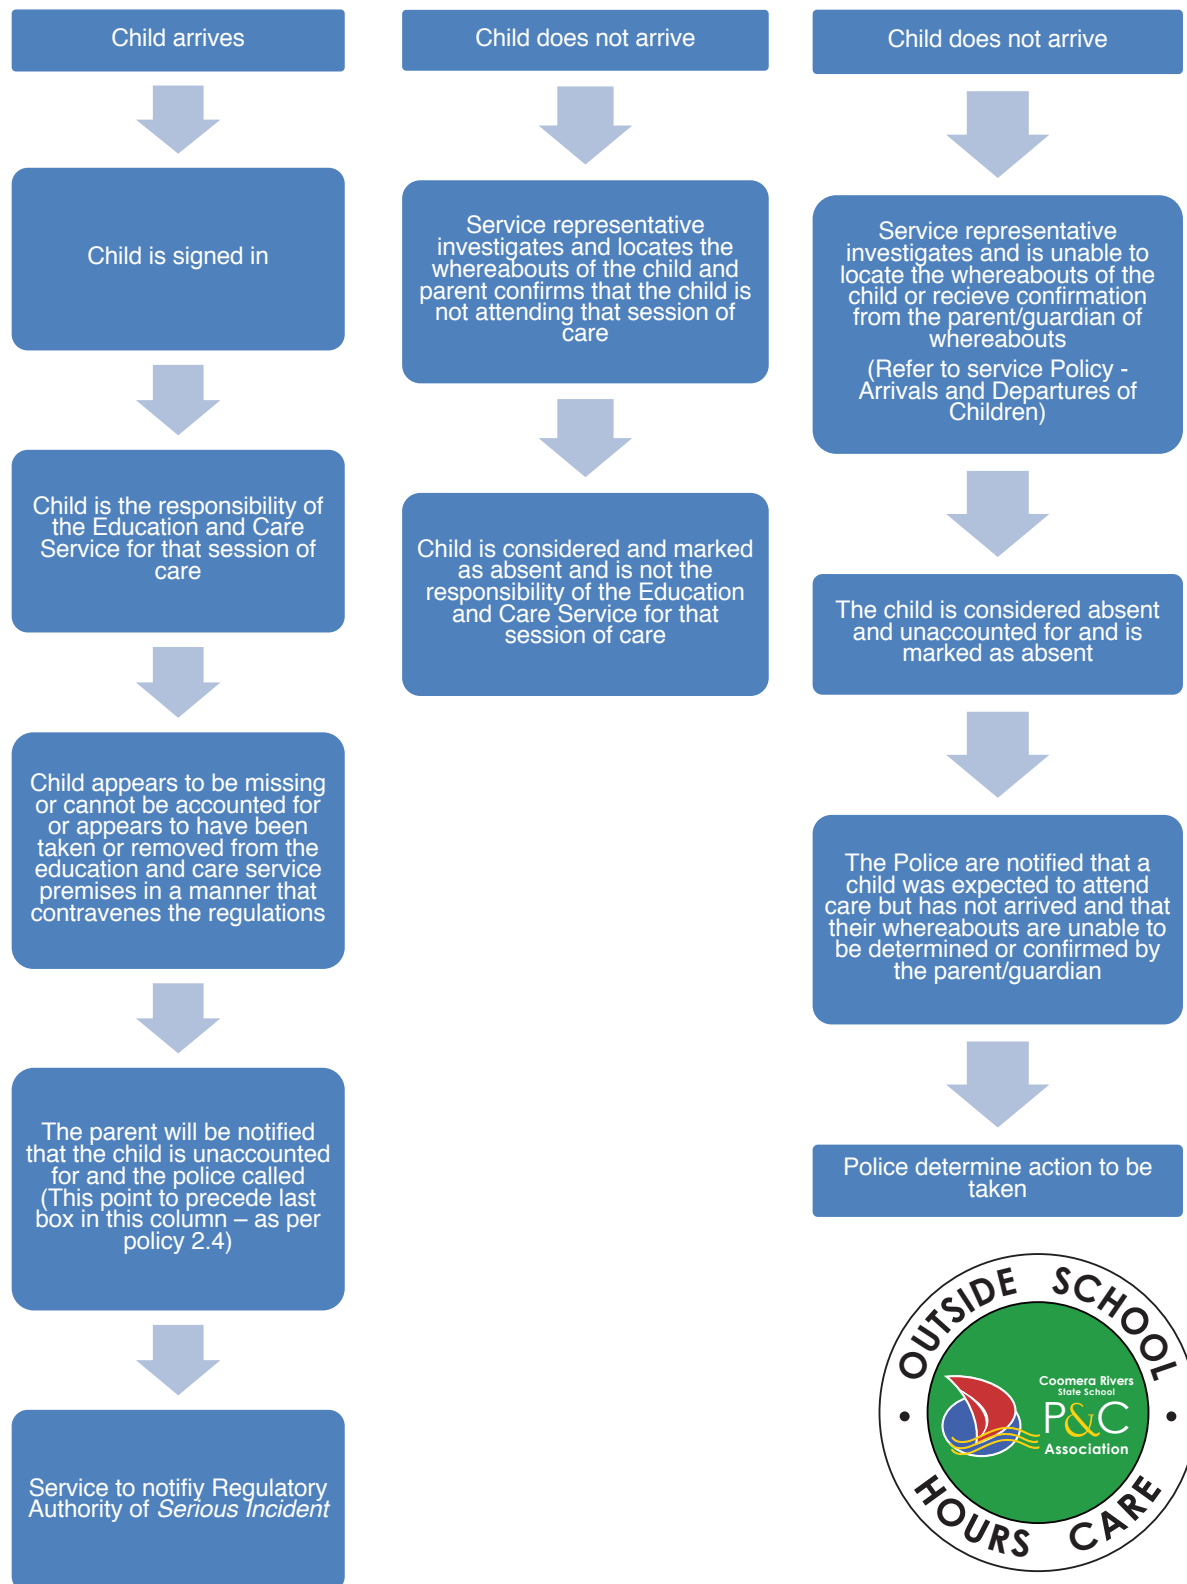 Child arrives
Child is signed in
Child is the responsibility of
the Education and Care
Service for that session of
care
Child appears to be missing
or cannot be accounted for
or appears to have been
taken or removed from the
education and care service
premises in a manner that
contravenes the regulations
The parent will be notified
that the child is unaccounted
for and the police called
(This point to precede last
box in this column – as per
policy 2.4)
Service to notifiy Regulatory
Authority of Serious Incident
Child does not arrive
Service representative
investigates and locates the
whereabouts of the child and
parent confirms that the child is
not attending that session of
care
Child is considered and marked
as absent and is not the
responsibility of the Education
and Care Service for that
session of care
Child does not arrive
Service representative
investigates and is unable to
locate the whereabouts of the
child or recieve confirmation
from the parent/guardian of
whereabouts
(Refer to service Policy -
Arrivals and Departures of
Children)
The child is considered absent
and unaccounted for and is
marked as absent
The Police are notified that a
child was expected to attend
care but has not arrived and that
their whereabouts are unable to
be determined or confirmed by
the parent/guardian
Police determine action to be
taken
OUTSIDE SCHOOL
Coomera Rivers
State School
P&C
Association
HOURS CARE